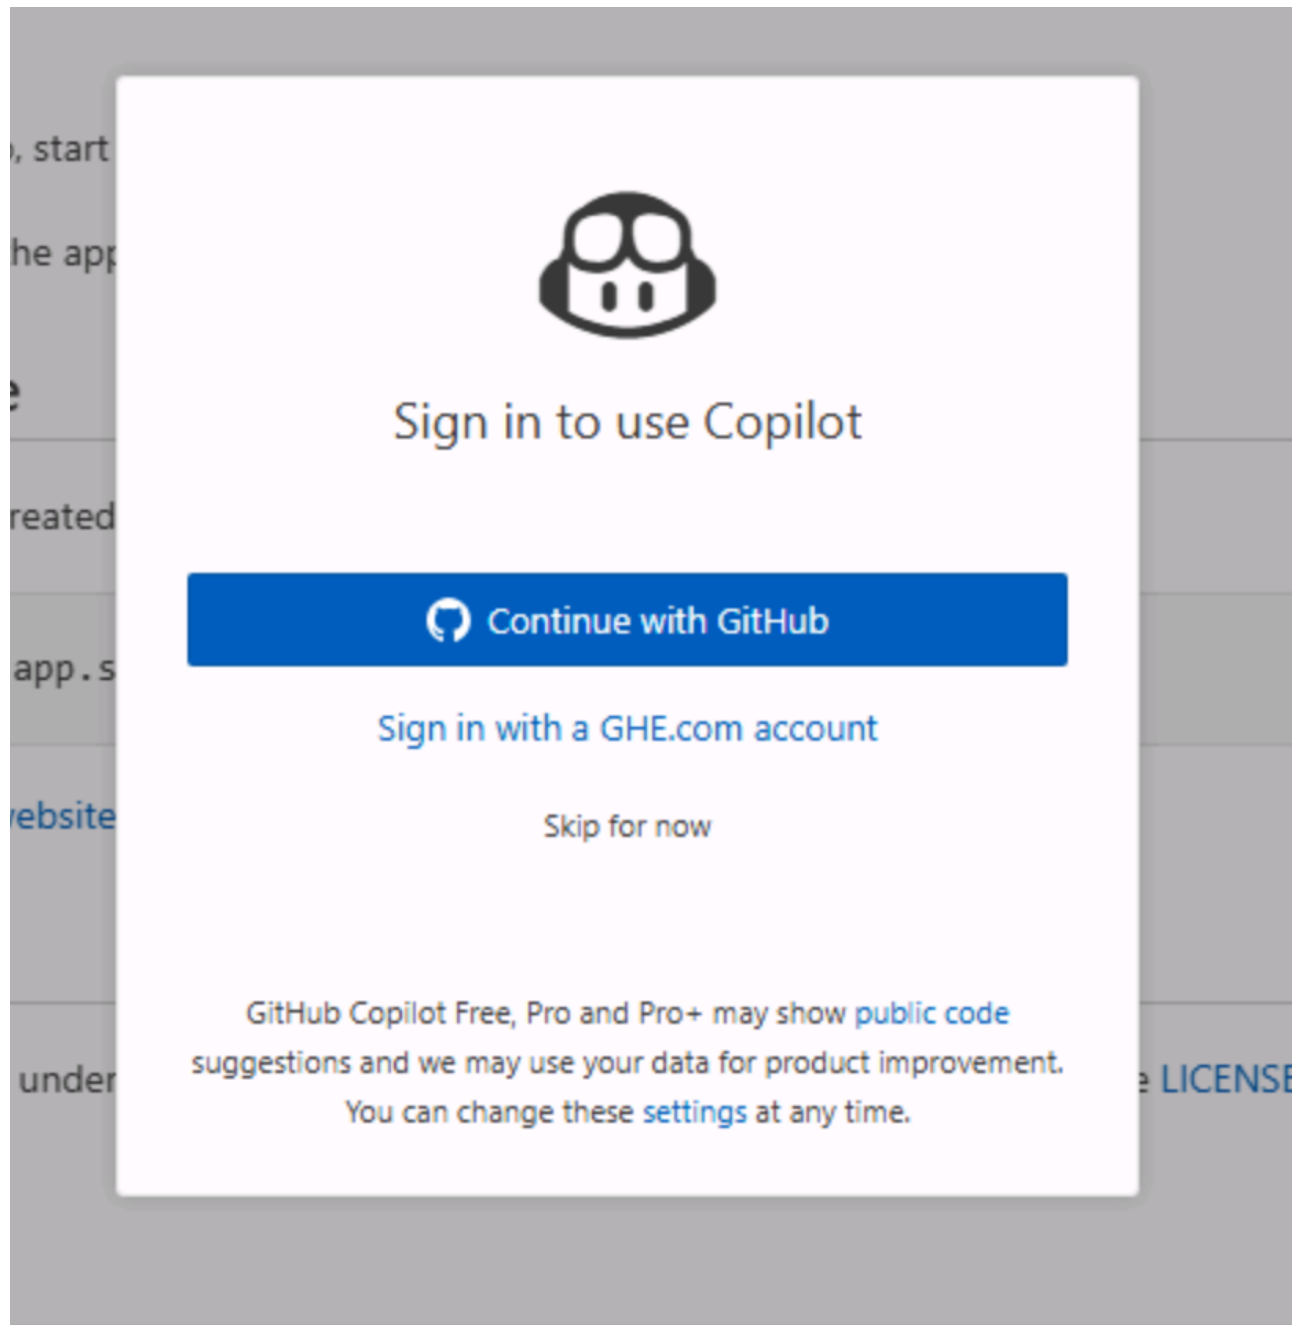 , start
he app
e
Sign in to use Copilot
reated
Continue with GitHub
app.s
Sign in with a GHE.com account
ebsite
Skip for now
GitHub Copilot Free, Pro and Pro+ may show public code
suggestions and we may use your data for product improvement.
under
e LICENSE
You can change these settings at any time.